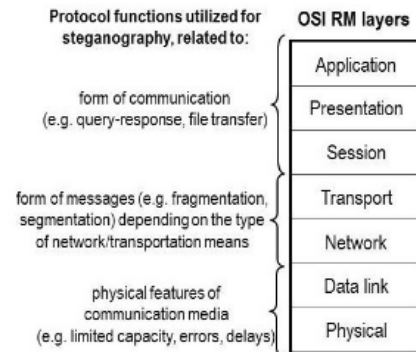 Protocol functions utilized for
steganography, related to:
OSI RM layers
form of communication
(e.g. query-response, file transfer)
form of messages (e.g. fragmentation,
segmentation) depending on the type
of network/transportation means
physical features of
communication media
(e.g. limited capacity, errors, delays)
Application
Presentation
Session
Transport
Network
Data link
Physical